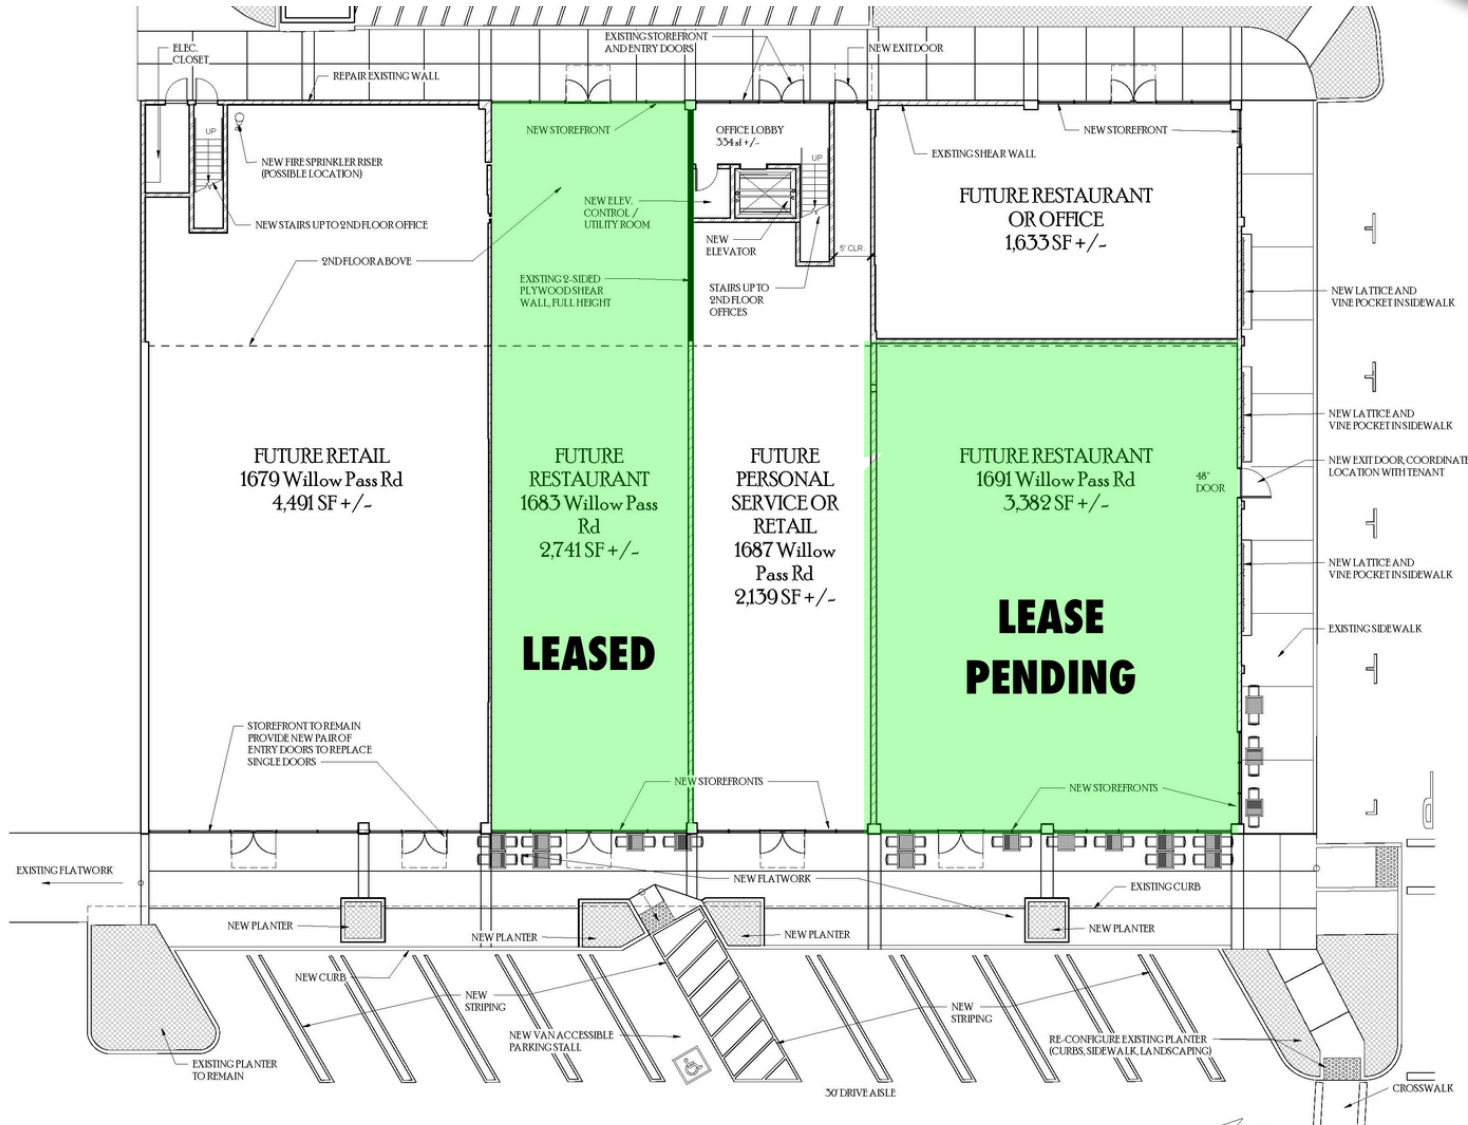 EXISTING STOREFRONT
AND ENTRY DOORS
NEW EXIT DOOR
ELEC.
CLOSET
REPAIR EXISTING WALL
UP
NEW FIRE SPRINKLER RISER
(POSSIBLE LOCATION)
NEW STAIRS UP TO 2ND FLOOR OFFICE
2ND FLOOR ABOVE
NEW STOREFRONT
NEW ELEV.
CONTROL /
UTILITY ROOM
EXISTING 2-SIDED
PLYWOOD SHEAR
WALL, FULL HEIGHT
OFFICE LOBBY
334 sf +/-
UP
NEW
ELEVATOR
5' CLR.
STAIRS UP TO
2ND FLOOR
OFFICES
NEW STOREFRONT
EXISTING SHEAR WALL
FUTURE RESTAURANT
OR OFFICE
1,633 SF +/-
NEW LATTICE AND
VINE POCKET IN SIDEWALK
NEW LATTICE AND
VINE POCKET IN SIDEWALK
NEW EXIT DOOR, COORDINATE
LOCATION WITH TENANT
NEW LATTICE AND
VINE POCKET IN SIDEWALK
EXISTING SIDEWALK
FUTURE RETAIL
1679 Willow Pass Rd
4,491 SF +/-
FUTURE
RESTAURANT
1683 Willow Pass
Rd
2,741 SF +/-
LEASED
FUTURE
PERSONAL
SERVICE OR
RETAIL
1687 Willow
Pass Rd
2,139 SF +/-
FUTURE RESTAURANT
1691 Willow Pass Rd
3,382 SF +/-
48"
DOOR
LEASE
PENDING
STOREFRONT TO REMAIN
PROVIDE NEW PAIR OF
ENTRY DOORS TO REPLACE
SINGLE DOORS
NEW STOREFRONTS
NEW STOREFRONTS
EXISTING FLATWORK
NEW FLATWORK
EXISTING CURB
NEW PLANTER
NEW PLANTER
NEW PLANTER
NEW PLANTER
NEW CURB
NEW
STRIPING
NEW
STRIPING
NEW VAN ACCESSIBLE
PARKING STALL
RE-CONFIGURE EXISTING PLANTER
(CURBS, SIDEWALK, LANDSCAPING)
EXISTING PLANTER
TO REMAIN
30' DRIVE AISLE
CROSSWALK